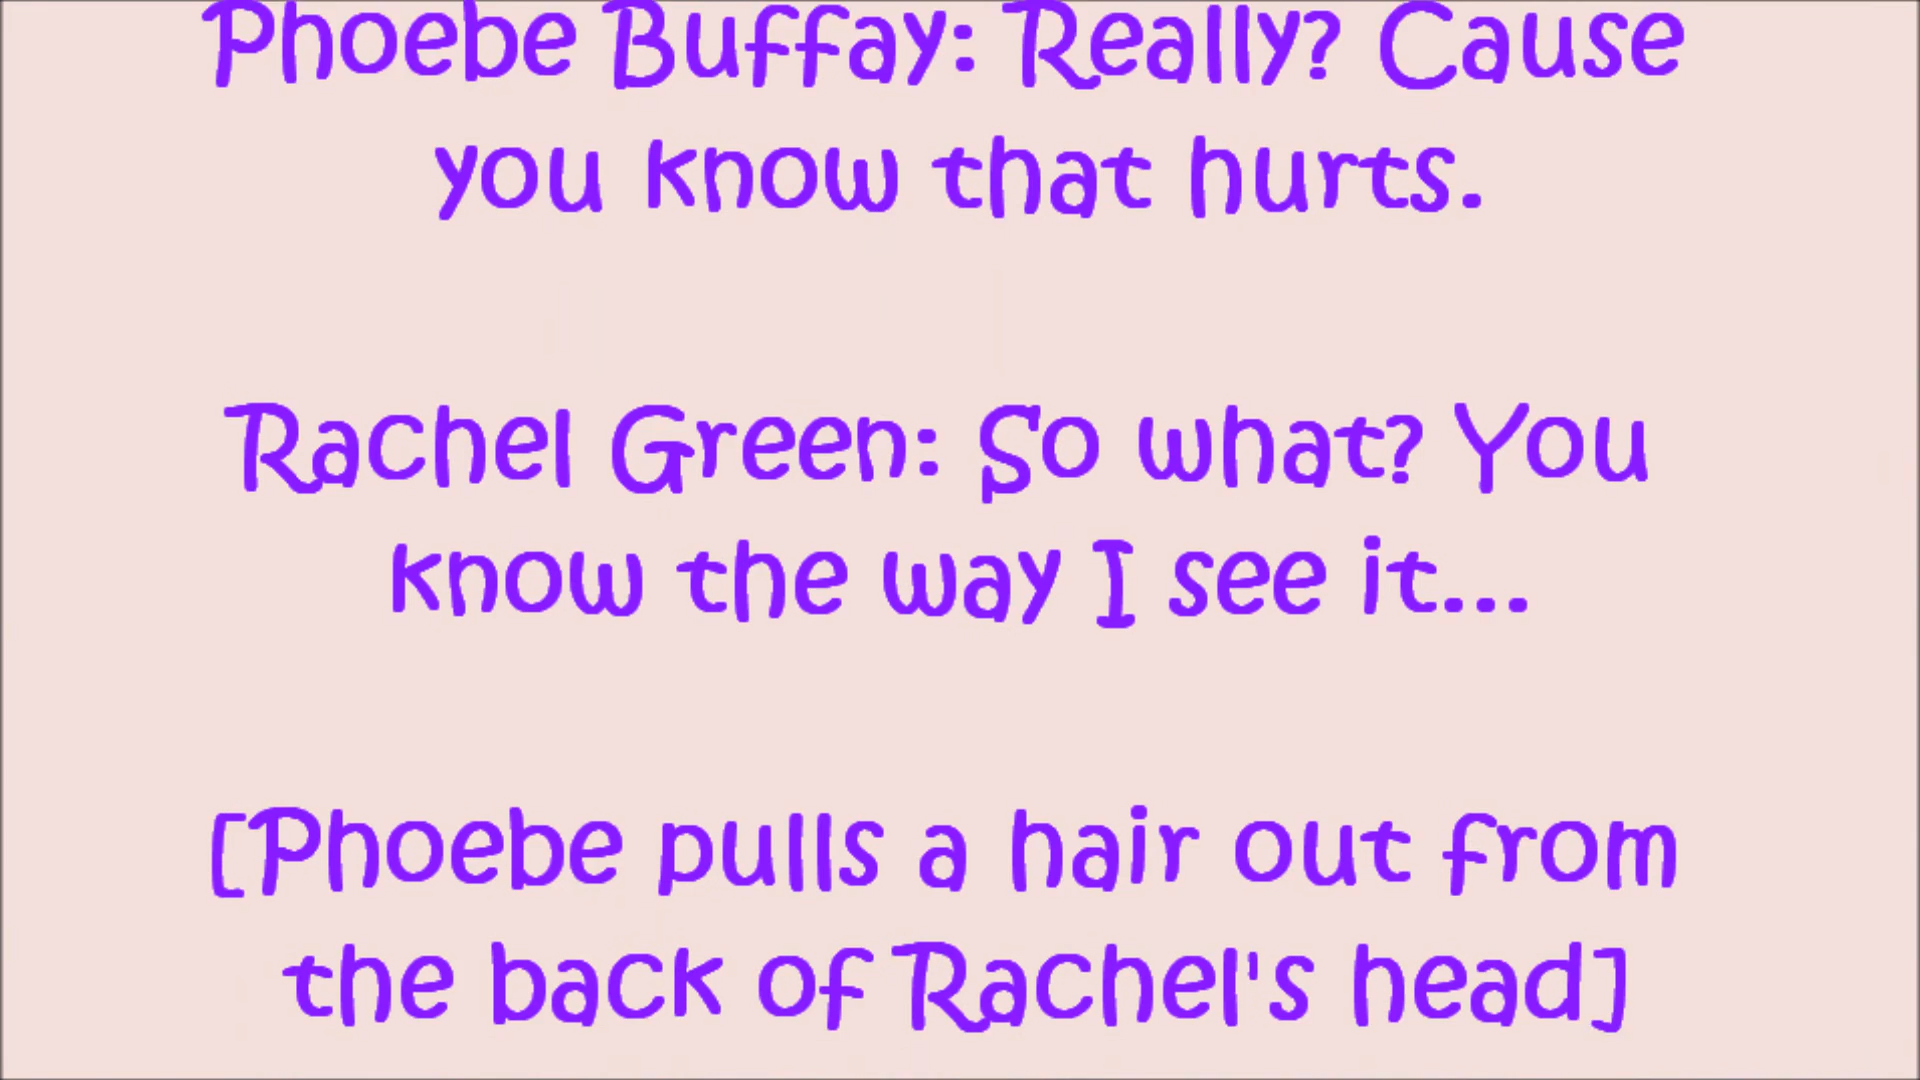 Phoebe Buffay: Really? Cause
you know that hurts.
Rachel Green: So what? You
know the way I see it...
[Phoebe pulls a hair out from
the back of Rachel's head]